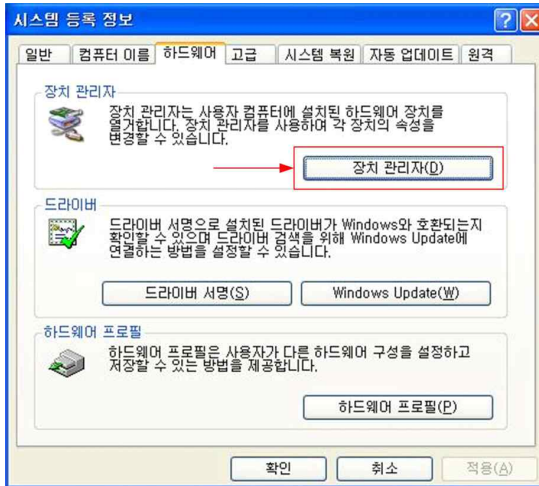 시스템 등록 정보
일반 컴퓨터 이름 하드웨어 고급 시스템 복원 자동 업데이트 원격
장치 관리자
장치 관리자는 사용자 컴퓨터에 설치된 하드웨어 장치를
열거합니다. 장치 관리자를 사용하여 각 장치의 속성을
변경할 수 있습니다.
장치 관리자(D)
드라이버
드라이버 서명으로 설치된 드라이버가 Windows와 호환되는지
확인할 수 있으며 드라이버 검색을 위해 Windows Update에
연결하는 방법을 설정할 수 있습니다.
드라이버 서명(S) Windows Update(W)
하드웨어 프로필
하드웨어 프로필은 사용자가 다른 하드웨어 구성을 설정하고
저장할 수 있는 방법을 제공합니다.
하드웨어 프로필(P)
확인 취소 적용(A)